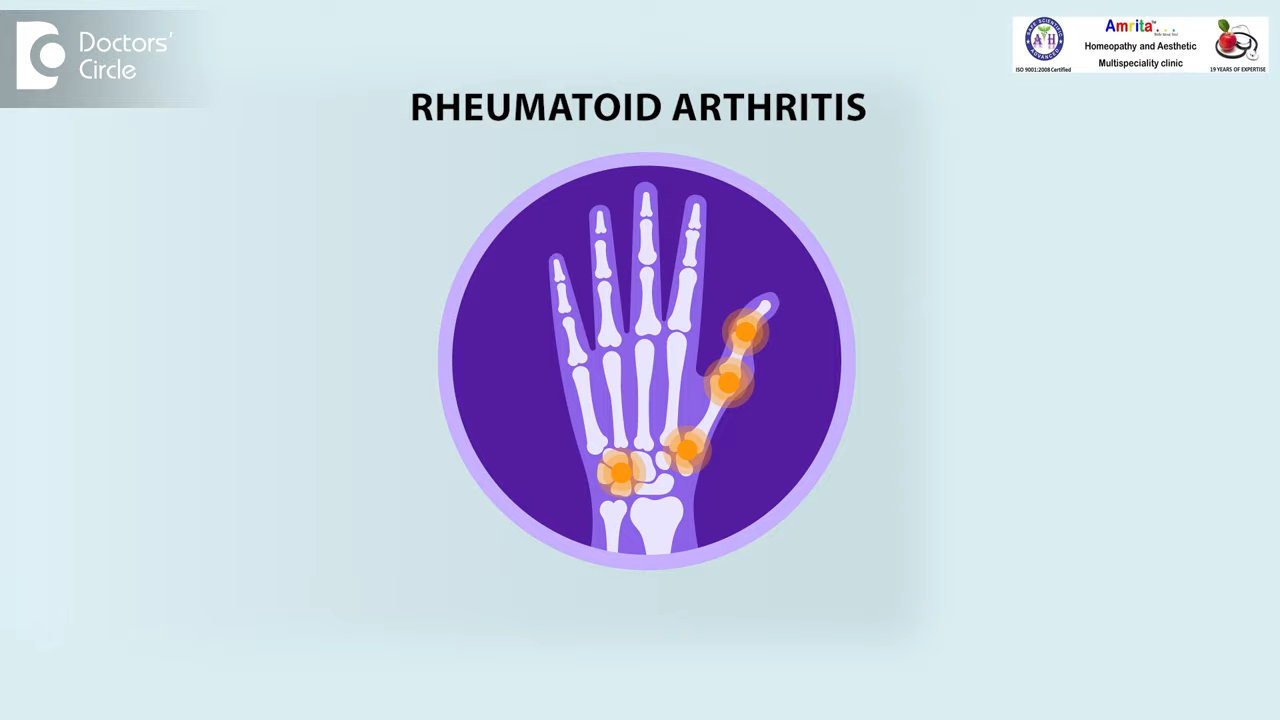 Doctors'
Circle
Amrita
Homeopathy and Aesthetic
Multispeciality clinic
ISO 9001:2008 Certified
19 YEARS OF EXPERTISE
RHEUMATOID ARTHRITIS